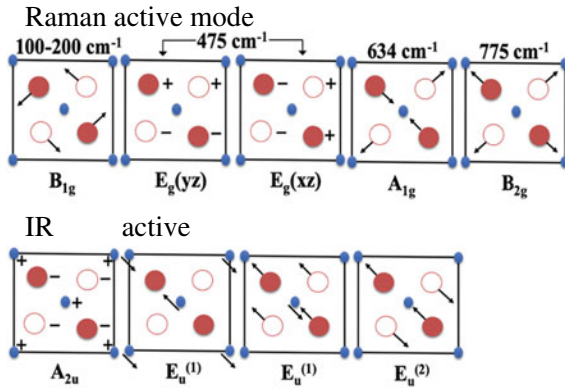 Raman active mode
100-200 cm⁻¹ 475 cm⁻¹ 634 cm⁻¹ 775 cm⁻¹
+ + - +
- - - +
B₁g Eg(yz) Eg(xz) A₁g B₂g
IR active
+ +
- -
+
- -
+ +
A₂u Eu⁽¹⁾ Eu⁽¹⁾ Eu⁽²⁾